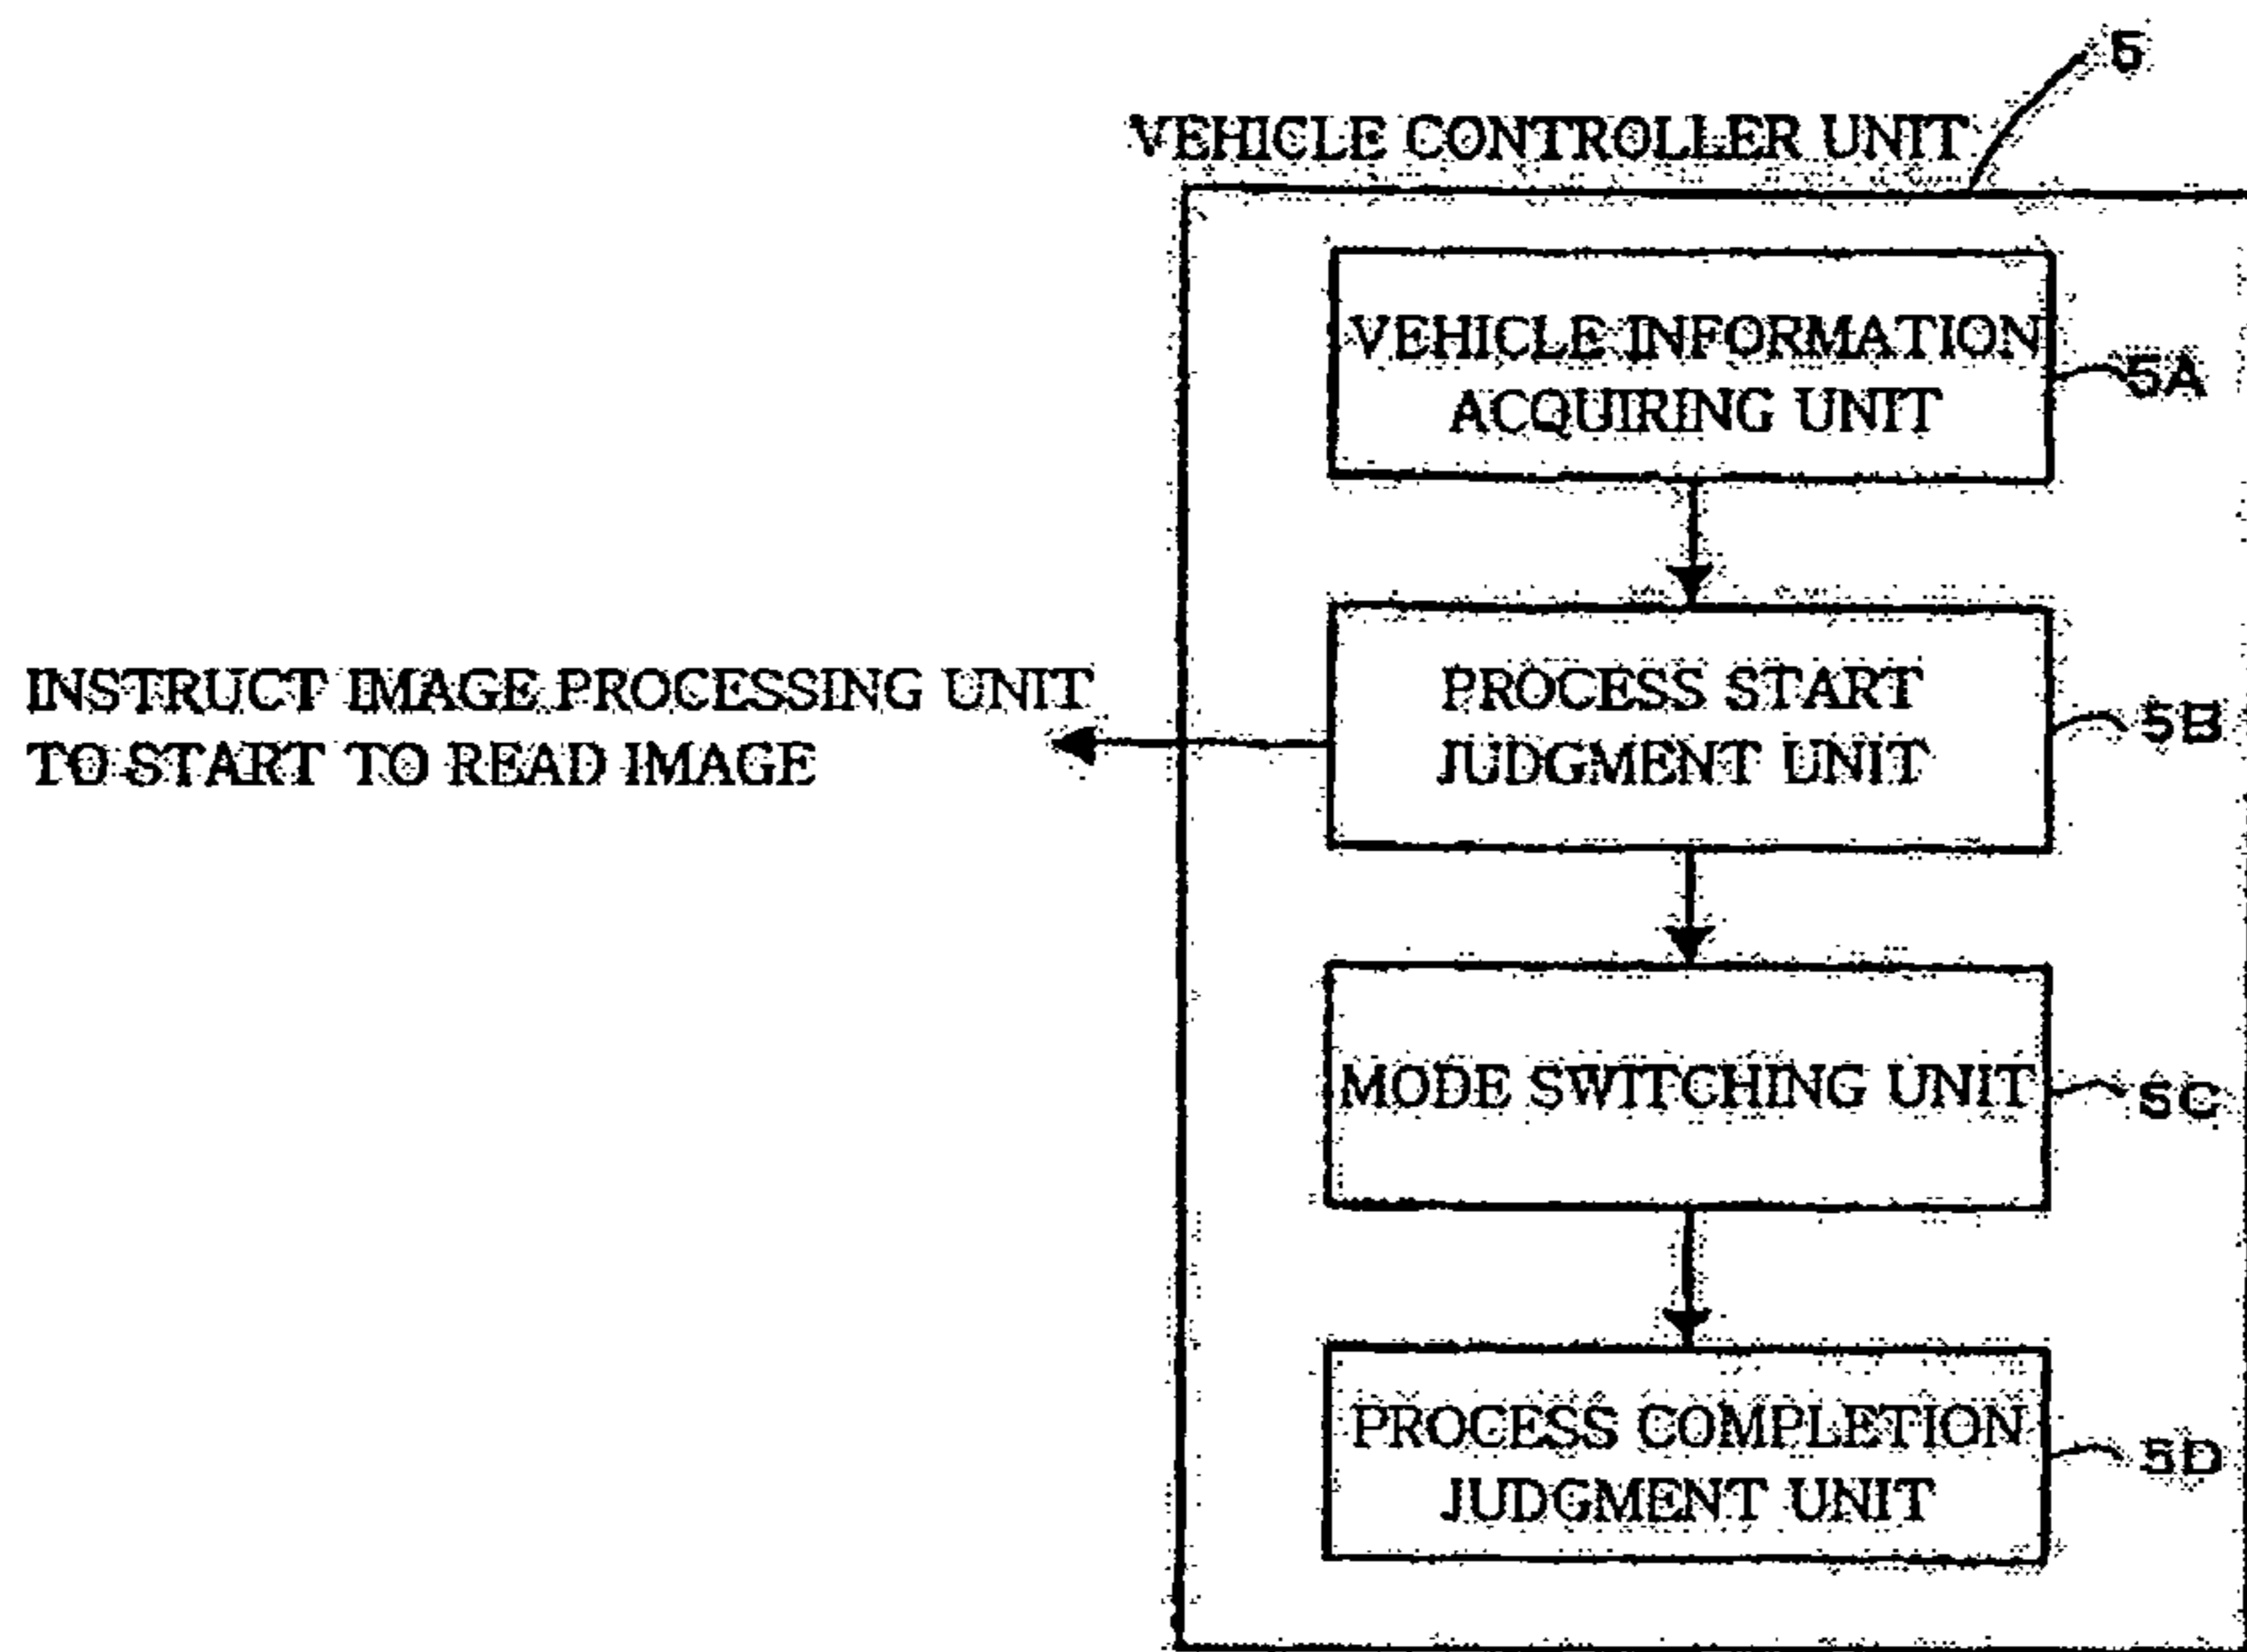 5
VEHICLE CONTROLLER UNIT
VEHICLE INFORMATION
ACQUIRING UNIT
5A
INSTRUCT IMAGE PROCESSING UNIT
TO START TO READ IMAGE
PROCESS START
JUDGMENT UNIT
5B
MODE SWITCHING UNIT
5C
PROCESS COMPLETION
JUDGMENT UNIT
5D